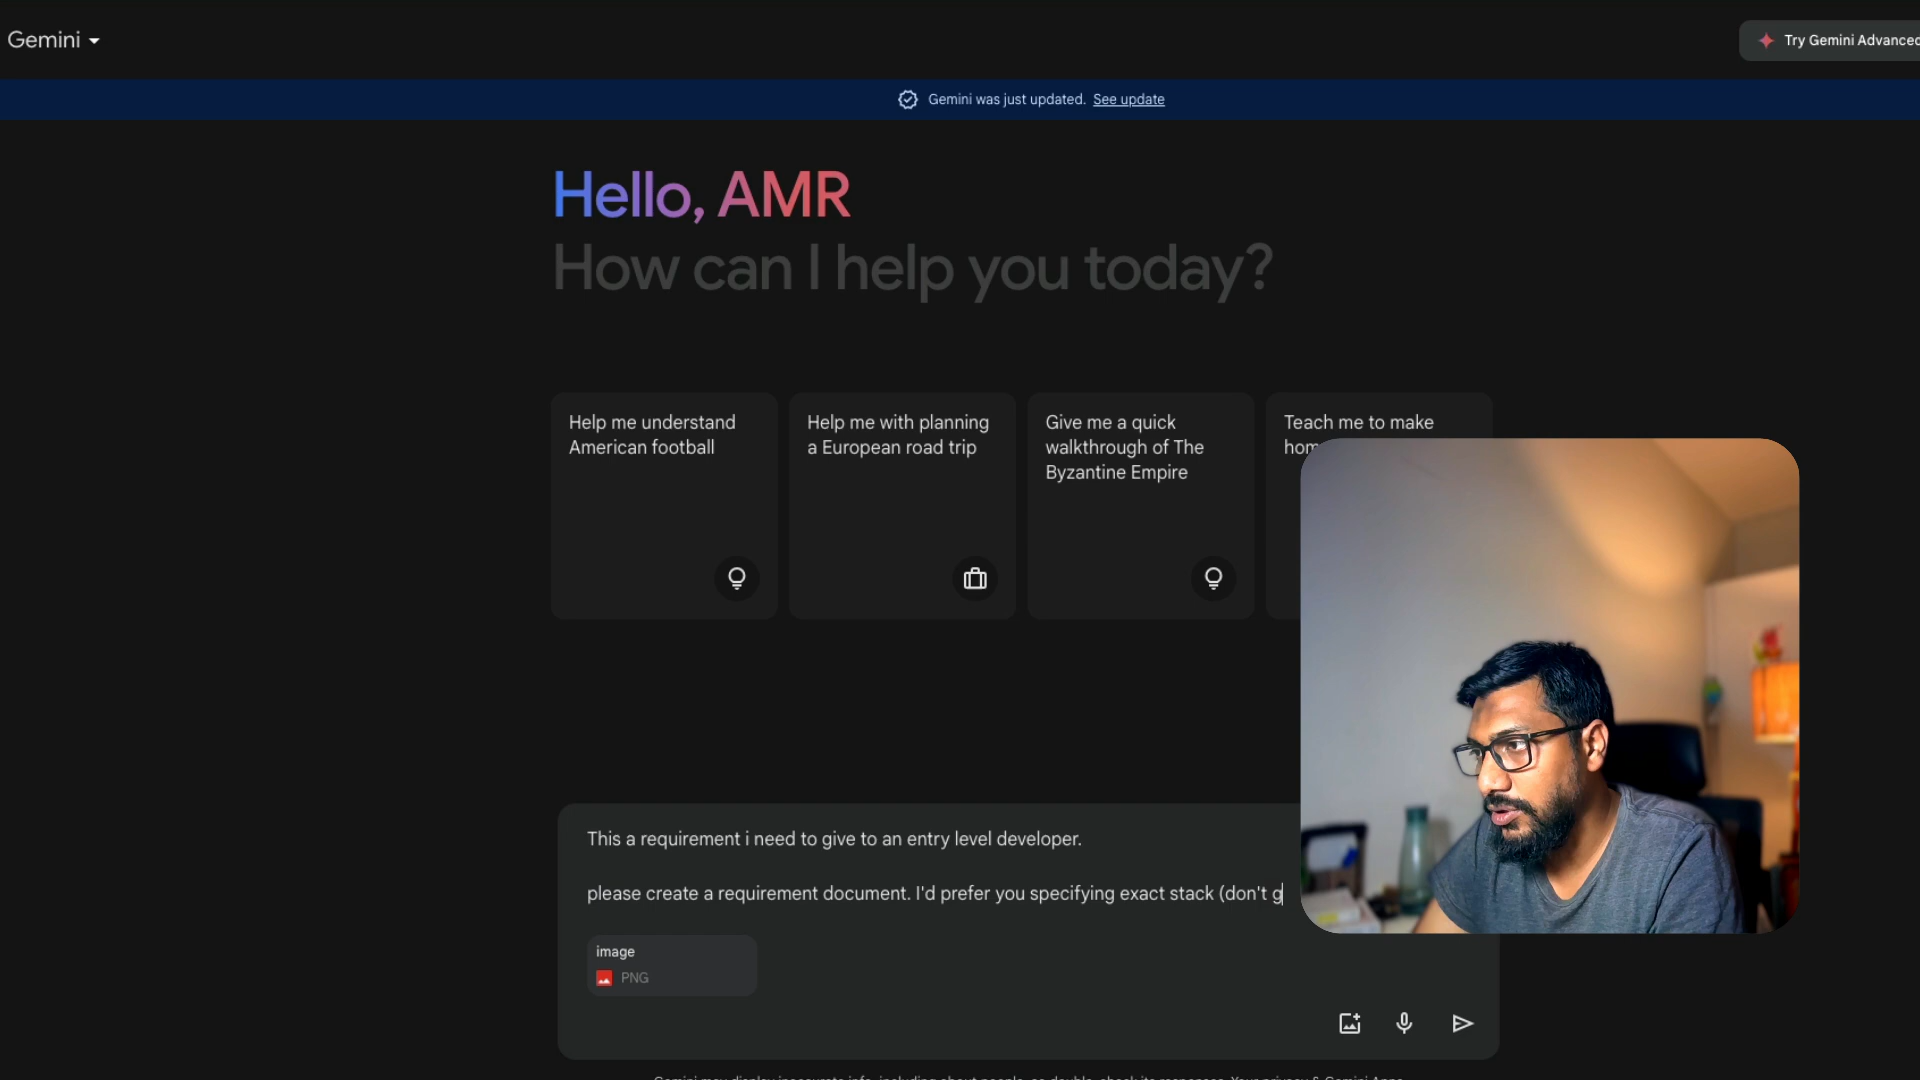 Gemini
Try Gemini Advanced
Gemini was just updated. See update
Hello, AMR
How can I help you today?
Help me understand
American football
Help me with planning
a European road trip
Give me a quick
walkthrough of The
Byzantine Empire
Teach me to make
This a requirement i need to give to an entry level developer.
please create a requirement document. I'd prefer you specifying exact stack (don't g
image
PNG